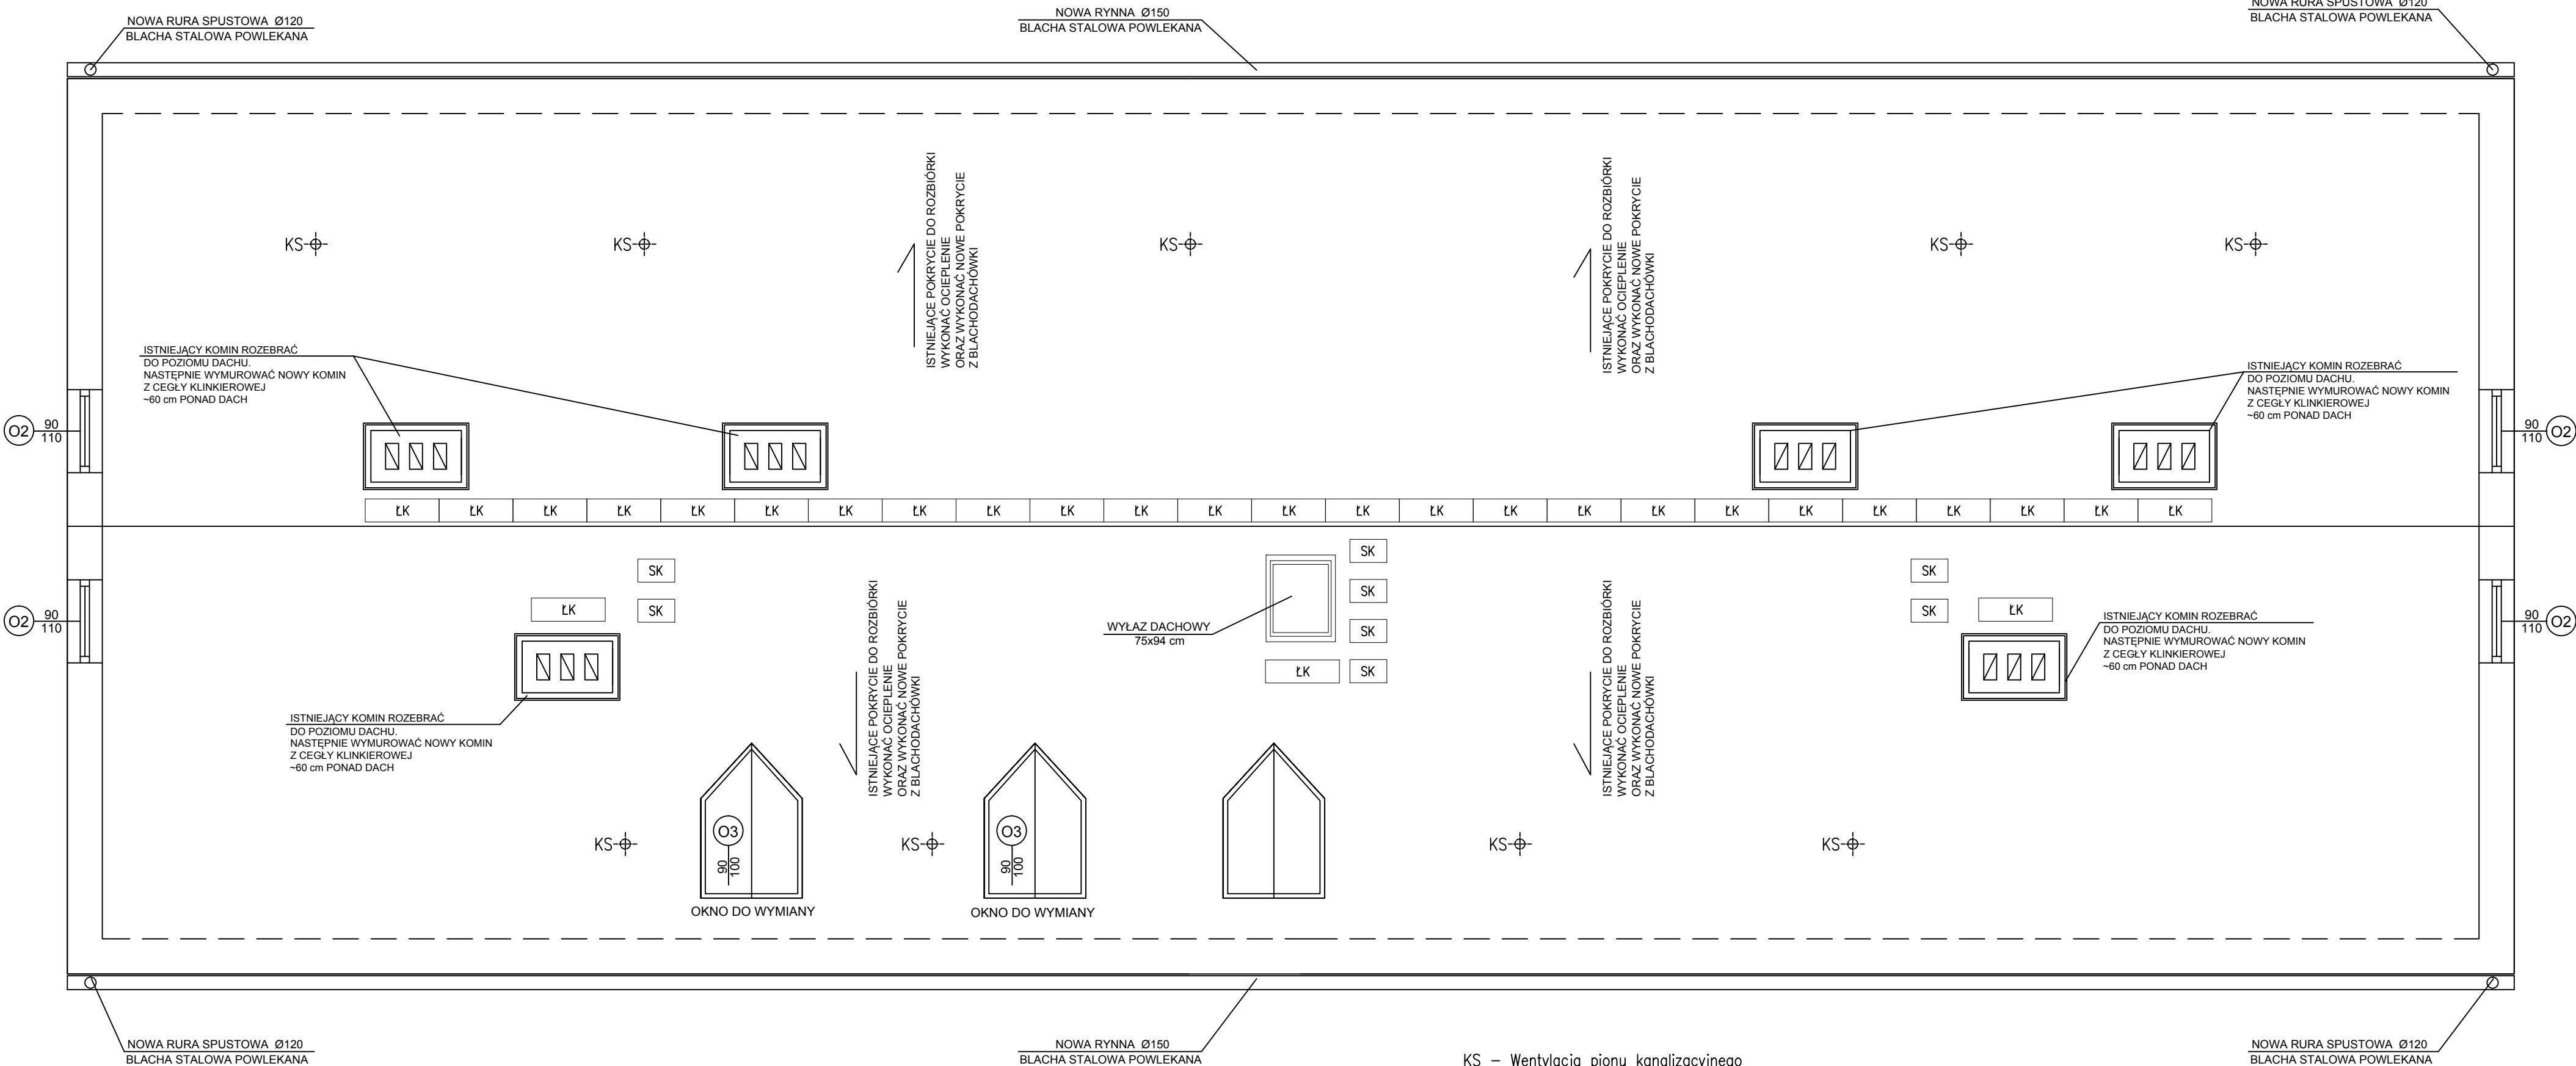 NOWA RURA SPUSTOWA Ø120
BLACHA STALOWA POWLEKANA
NOWA RYNNA Ø150
BLACHA STALOWA POWLEKANA
NOWA RURA SPUSTOWA Ø120
BLACHA STALOWA POWLEKANA
KS
KS
KS
KS
KS
ISTNIEJĄCE POKRYCIE DO ROZBIÓRKI
WYKONAĆ OCIEPLENIE
ORAZ WYKONAĆ NOWE POKRYCIE
Z BLACHODACHÓWKI
ISTNIEJĄCE POKRYCIE DO ROZBIÓRKI
WYKONAĆ OCIEPLENIE
ORAZ WYKONAĆ NOWE POKRYCIE
Z BLACHODACHÓWKI
ISTNIEJĄCY KOMIN ROZEBRAĆ
DO POZIOMU DACHU.
NASTĘPNIE WYMUROWAĆ NOWY KOMIN
Z CEGŁY KLINKIEROWEJ
~60 cm PONAD DACH
ISTNIEJĄCY KOMIN ROZEBRAĆ
DO POZIOMU DACHU.
NASTĘPNIE WYMUROWAĆ NOWY KOMIN
Z CEGŁY KLINKIEROWEJ
~60 cm PONAD DACH
O2 90
110
90
110 O2
ŁK ŁK ŁK ŁK ŁK ŁK ŁK ŁK ŁK ŁK ŁK ŁK ŁK ŁK ŁK ŁK ŁK ŁK ŁK ŁK ŁK ŁK ŁK ŁK ŁK
SK
SK
ŁK
SK
SK
SK
SK
ŁK
SK
SK
ŁK
WYŁAZ DACHOWY
75x94 cm
O2 90
110
90
110 O2
ISTNIEJĄCY KOMIN ROZEBRAĆ
DO POZIOMU DACHU.
NASTĘPNIE WYMUROWAĆ NOWY KOMIN
Z CEGŁY KLINKIEROWEJ
~60 cm PONAD DACH
ISTNIEJĄCE POKRYCIE DO ROZBIÓRKI
WYKONAĆ OCIEPLENIE
ORAZ WYKONAĆ NOWE POKRYCIE
Z BLACHODACHÓWKI
ISTNIEJĄCE POKRYCIE DO ROZBIÓRKI
WYKONAĆ OCIEPLENIE
ORAZ WYKONAĆ NOWE POKRYCIE
Z BLACHODACHÓWKI
ISTNIEJĄCY KOMIN ROZEBRAĆ
DO POZIOMU DACHU.
NASTĘPNIE WYMUROWAĆ NOWY KOMIN
Z CEGŁY KLINKIEROWEJ
~60 cm PONAD DACH
KS
O3
90
100
OKNO DO WYMIANY
KS
O3
90
100
OKNO DO WYMIANY
KS
KS
NOWA RURA SPUSTOWA Ø120
BLACHA STALOWA POWLEKANA
NOWA RYNNA Ø150
BLACHA STALOWA POWLEKANA
KS – Wentylacja pionu kanalizacyjnego
NOWA RURA SPUSTOWA Ø120
BLACHA STALOWA POWLEKANA